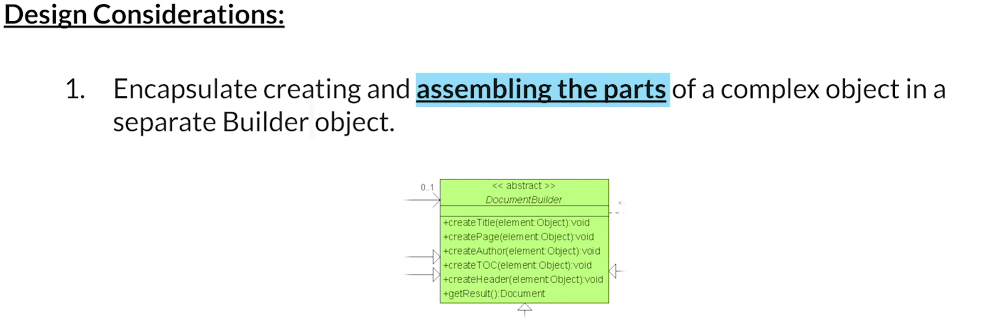 Design Considerations:
1. Encapsulate creating and assembling the parts of a complex object in a
separate Builder object.
0..1
<< abstract >>
DocumentBuilder
<
+createTitle(element:Object):void
+createPage(element:Object):void
+createAuthor(element:Object):void
+createTOC(element:Object):void
+createHeader(element:Object):void
+getResult():Document